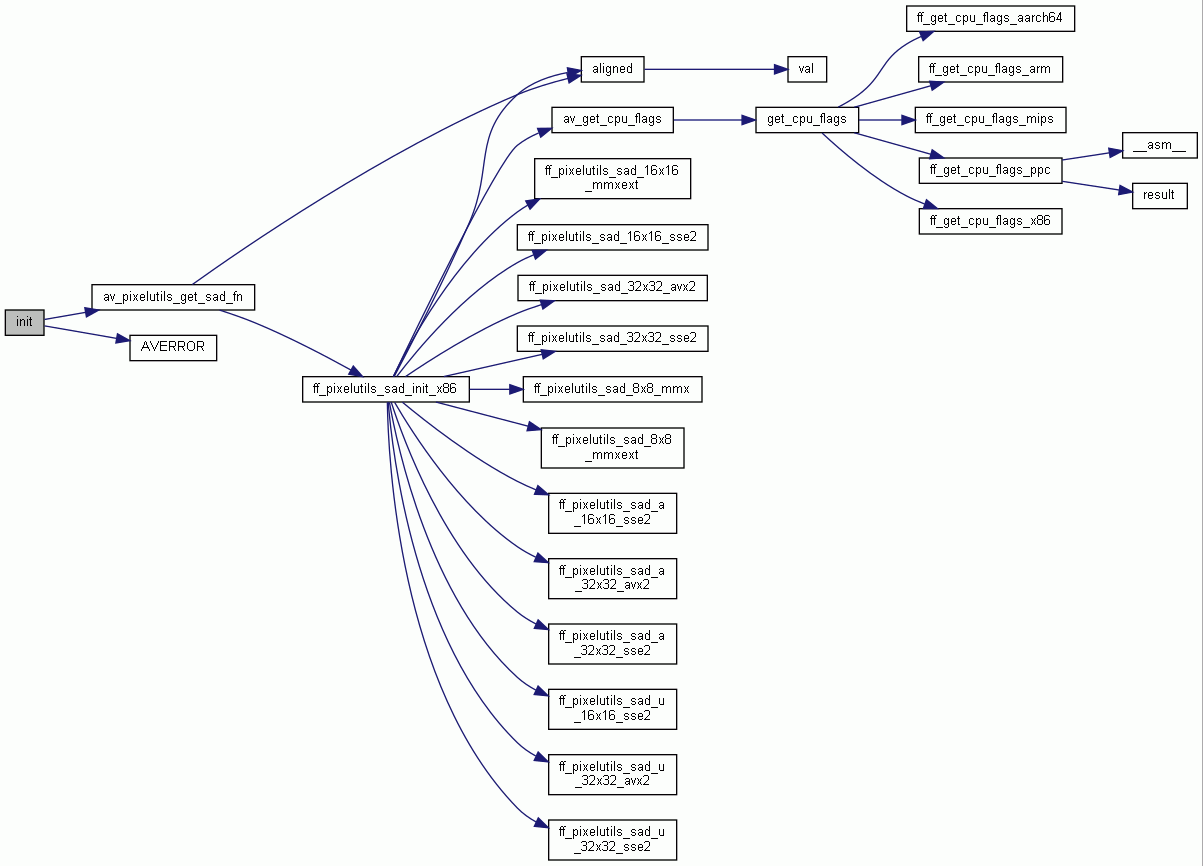 init
av_pixelutils_get_sad_fn
AVERROR
ff_pixelutils_sad_init_x86
aligned
val
av_get_cpu_flags
get_cpu_flags
ff_get_cpu_flags_aarch64
ff_get_cpu_flags_arm
ff_get_cpu_flags_mips
ff_get_cpu_flags_ppc
ff_get_cpu_flags_x86
__asm__
result
ff_pixelutils_sad_16x16
_mmxext
ff_pixelutils_sad_16x16_sse2
ff_pixelutils_sad_32x32_avx2
ff_pixelutils_sad_32x32_sse2
ff_pixelutils_sad_8x8_mmx
ff_pixelutils_sad_8x8
_mmxext
ff_pixelutils_sad_a
_16x16_sse2
ff_pixelutils_sad_a
_32x32_avx2
ff_pixelutils_sad_a
_32x32_sse2
ff_pixelutils_sad_u
_16x16_sse2
ff_pixelutils_sad_u
_32x32_avx2
ff_pixelutils_sad_u
_32x32_sse2